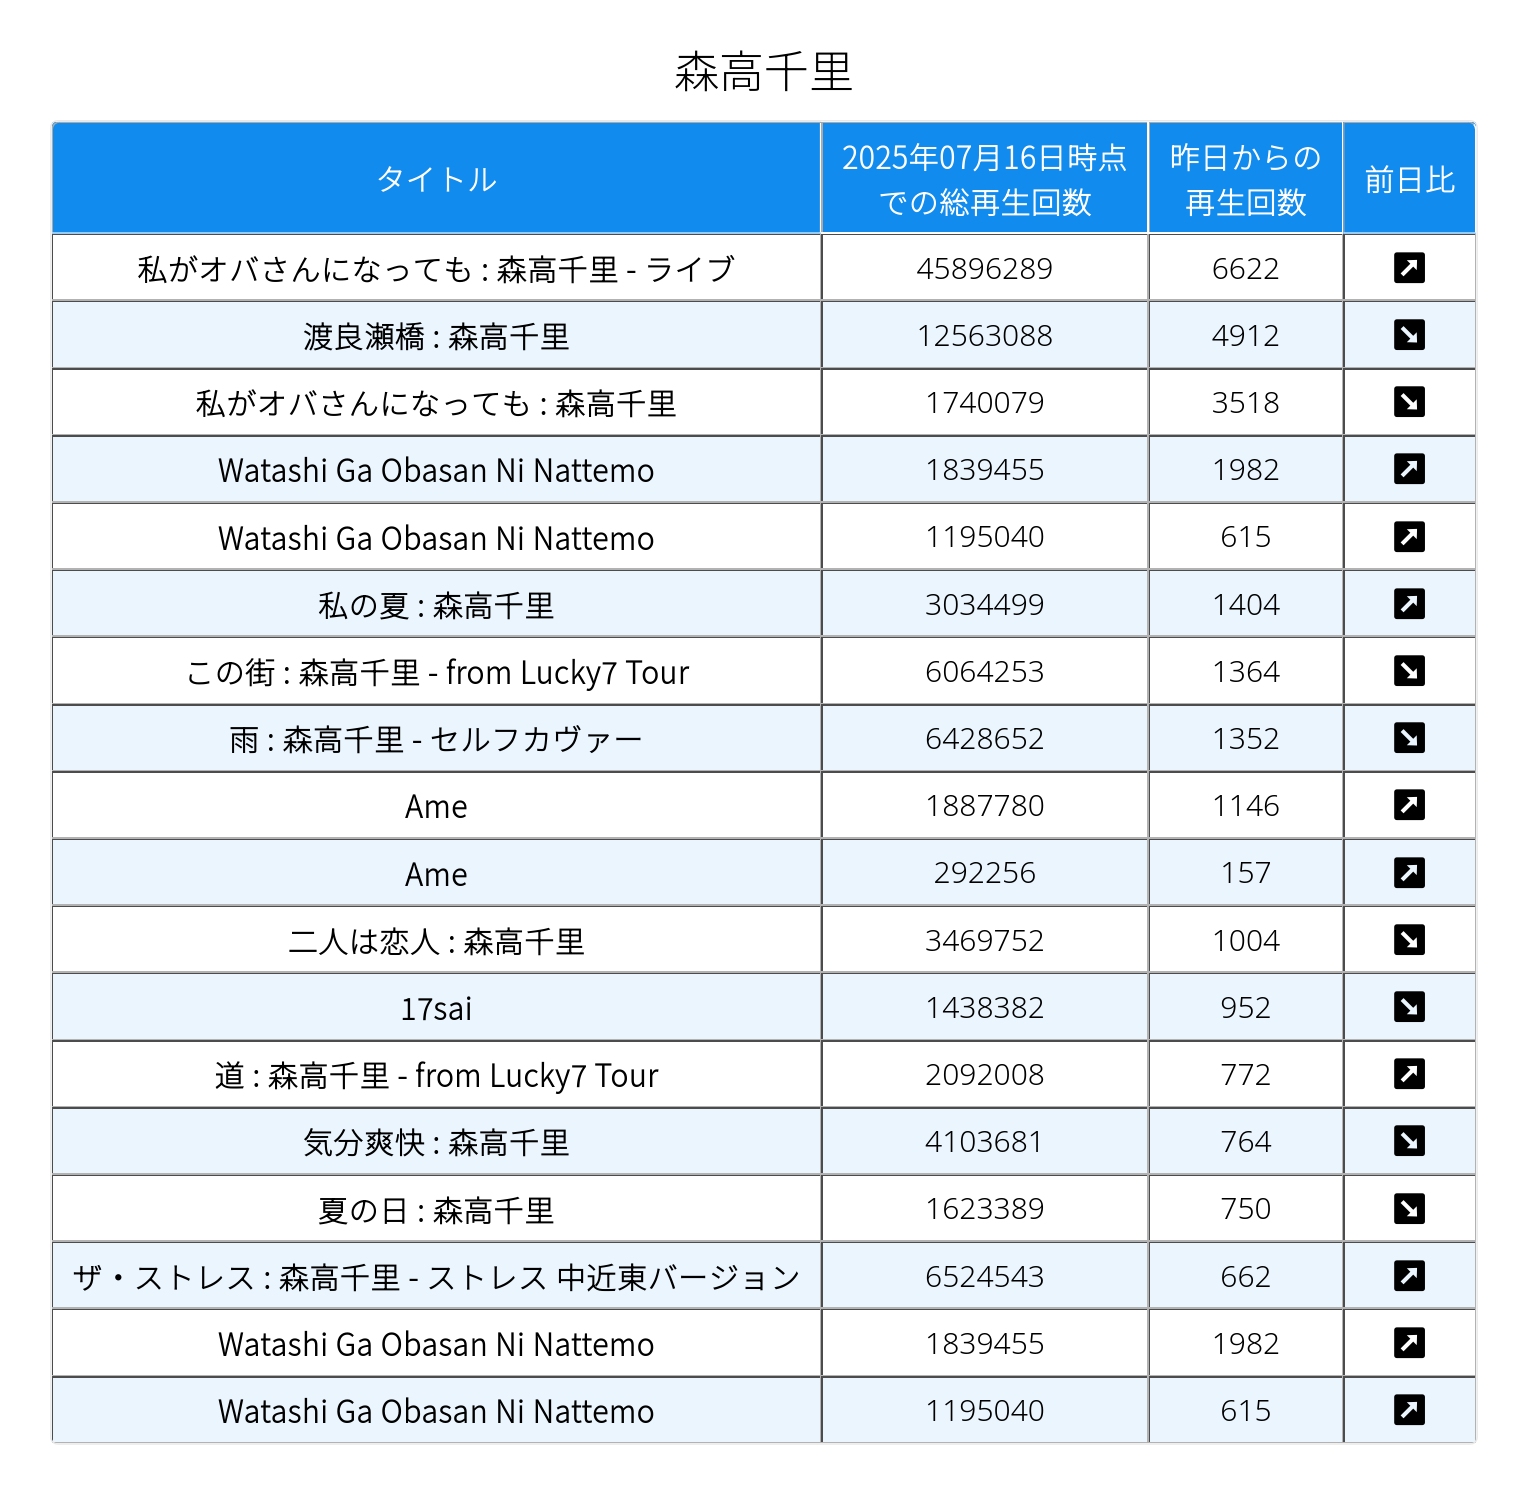 森高千里
タイトル 2025年07月16日時点での総再生回数 昨日からの再生回数 前日比
私がオバさんになっても : 森高千里 - ライブ 45896289 6622
渡良瀬橋 : 森高千里 12563088 4912
私がオバさんになっても : 森高千里 1740079 3518
Watashi Ga Obasan Ni Nattemo 1839455 1982
Watashi Ga Obasan Ni Nattemo 1195040 615
私の夏 : 森高千里 3034499 1404
この街 : 森高千里 - from Lucky7 Tour 6064253 1364
雨 : 森高千里 - セルフカヴァー 6428652 1352
Ame 1887780 1146
Ame 292256 157
二人は恋人 : 森高千里 3469752 1004
17sai 1438382 952
道 : 森高千里 - from Lucky7 Tour 2092008 772
気分爽快 : 森高千里 4103681 764
夏の日 : 森高千里 1623389 750
ザ・ストレス : 森高千里 - ストレス 中近東バージョン 6524543 662
Watashi Ga Obasan Ni Nattemo 1839455 1982
Watashi Ga Obasan Ni Nattemo 1195040 615